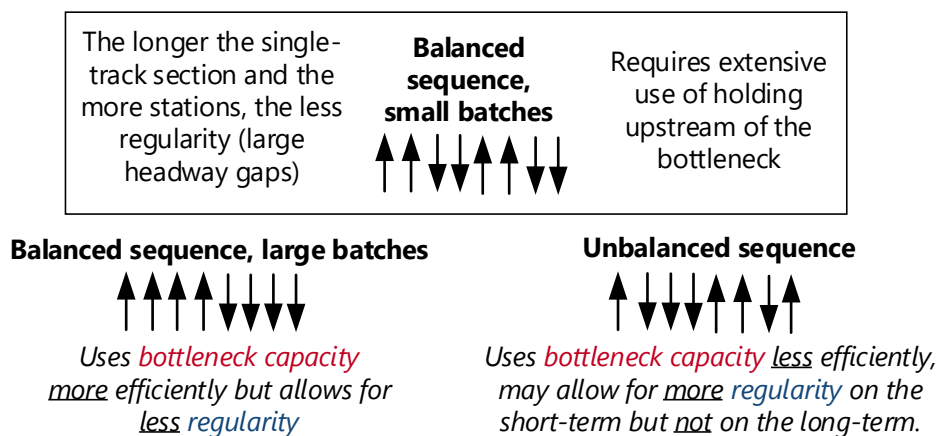 The longer the single-
track section and the
more stations, the less
regularity (large
headway gaps)
Balanced
sequence,
small batches
Requires extensive
use of holding
upstream of the
bottleneck
Balanced sequence, large batches
Uses bottleneck capacity
more efficiently but allows for
less regularity
Unbalanced sequence
Uses bottleneck capacity less efficiently,
may allow for more regularity on the
short-term but not on the long-term.